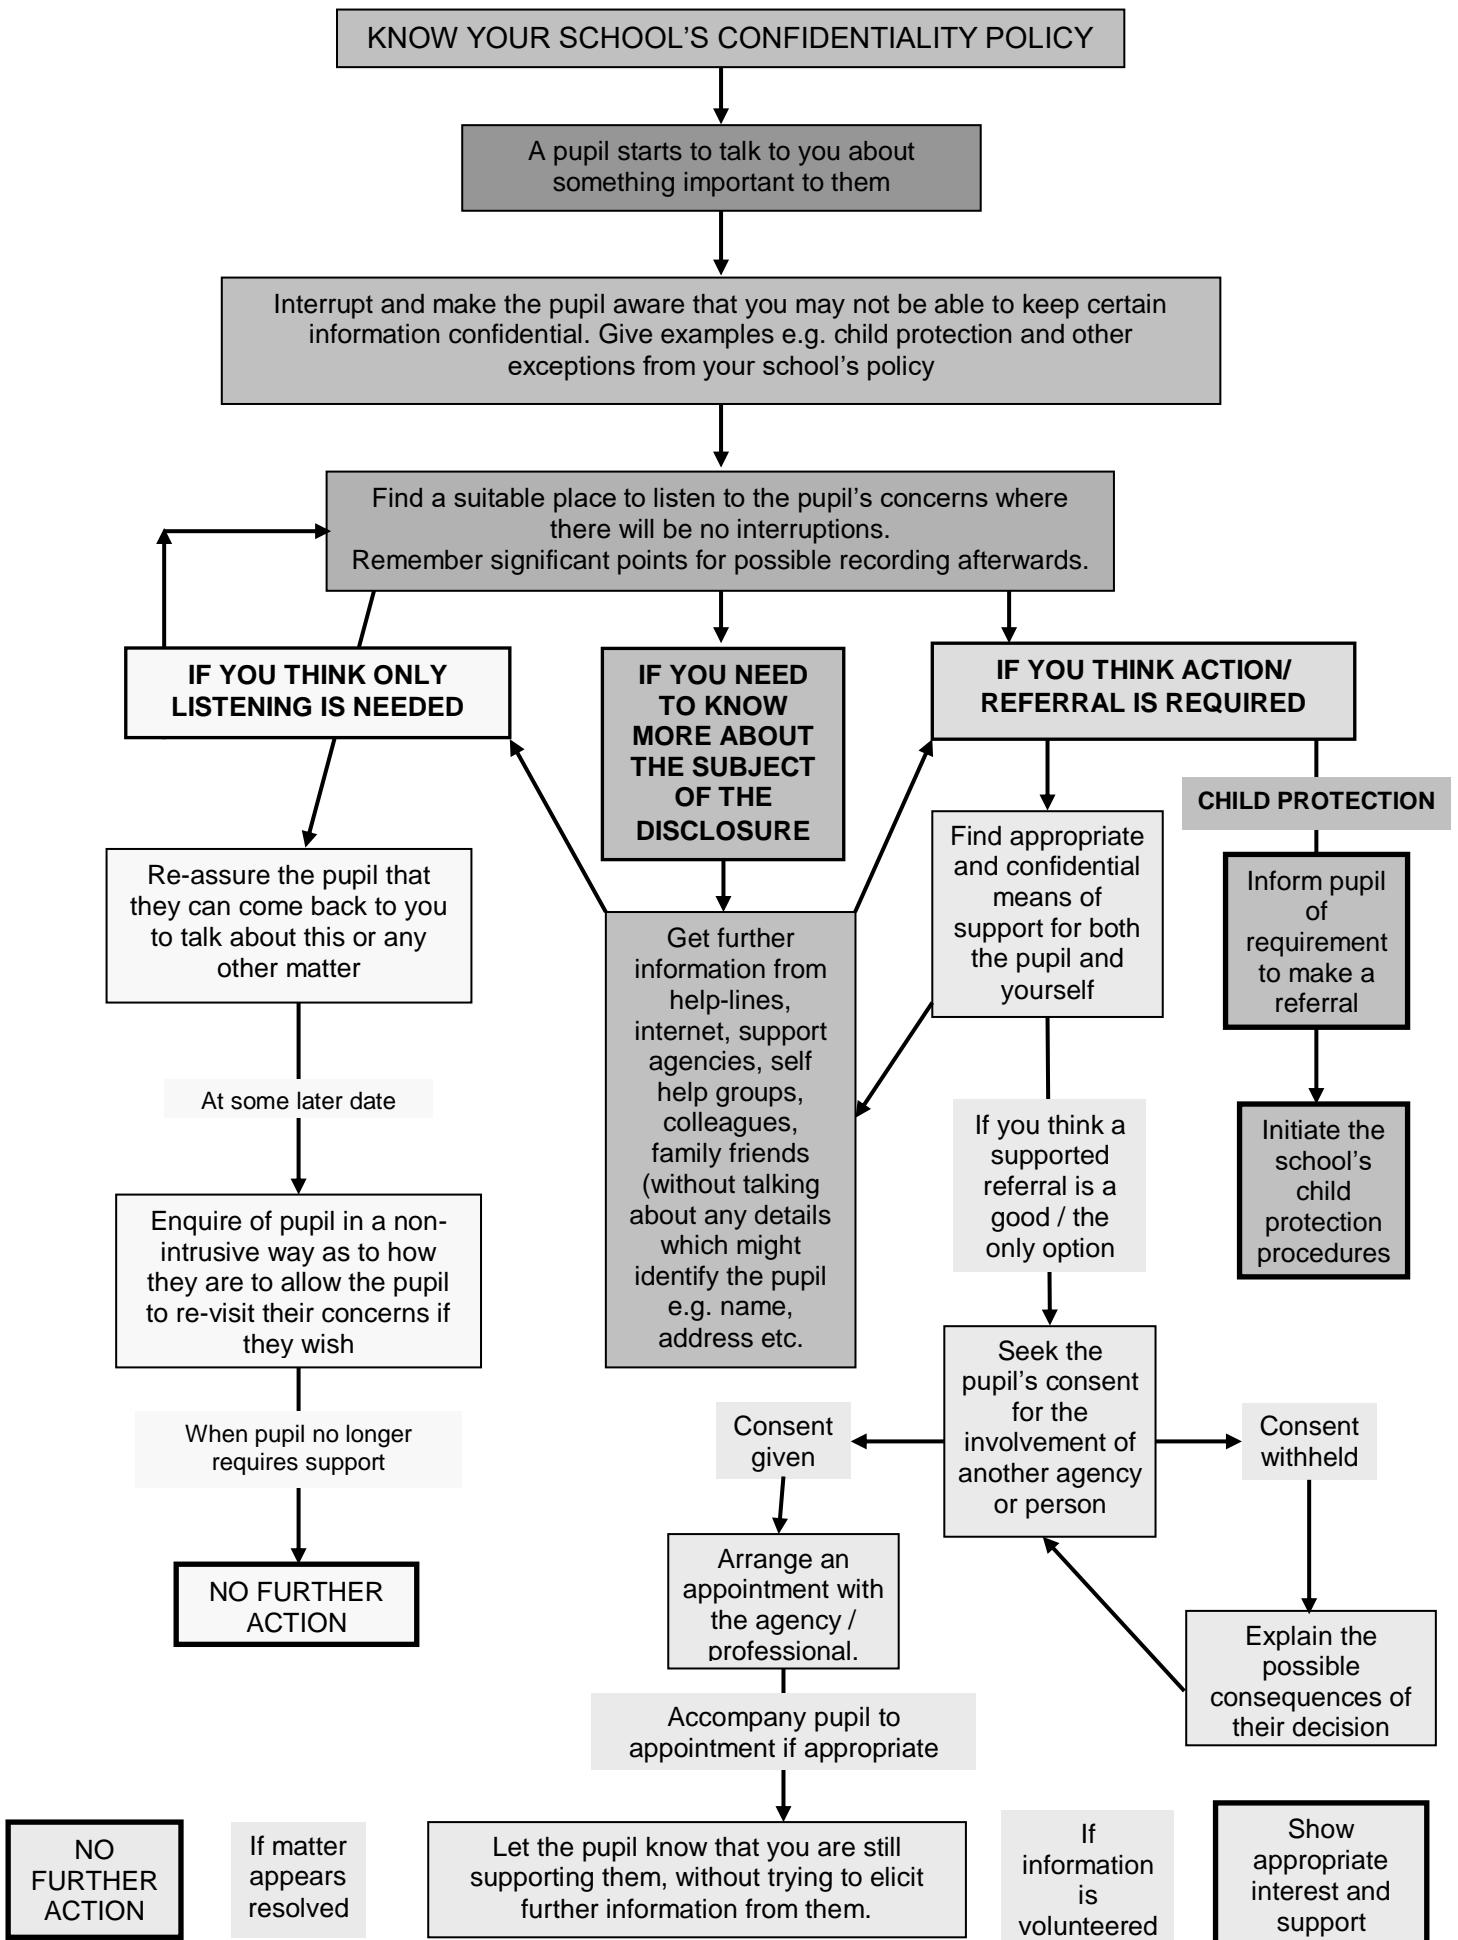 KNOW YOUR SCHOOL’S CONFIDENTIALITY POLICY
A pupil starts to talk to you about
something important to them
Interrupt and make the pupil aware that you may not be able to keep certain
information confidential. Give examples e.g. child protection and other
exceptions from your school’s policy
Find a suitable place to listen to the pupil’s concerns where
there will be no interruptions.
Remember significant points for possible recording afterwards.
IF YOU THINK ONLY
LISTENING IS NEEDED
IF YOU NEED
TO KNOW
MORE ABOUT
THE SUBJECT
OF THE
DISCLOSURE
IF YOU THINK ACTION/
REFERRAL IS REQUIRED
CHILD PROTECTION
Re-assure the pupil that
they can come back to you
to talk about this or any
other matter
At some later date
Enquire of pupil in a non-
intrusive way as to how
they are to allow the pupil
to re-visit their concerns if
they wish
When pupil no longer
requires support
NO FURTHER
ACTION
Get further
information from
help-lines,
internet, support
agencies, self
help groups,
colleagues,
family friends
(without talking
about any details
which might
identify the pupil
e.g. name,
address etc.
Find appropriate
and confidential
means of
support for both
the pupil and
yourself
If you think a
supported
referral is a
good / the
only option
Inform pupil
of
requirement
to make a
referral
Initiate the
school’s
child
protection
procedures
Seek the
pupil’s consent
for the
involvement of
another agency
or person
Consent
given
Consent
withheld
Arrange an
appointment with
the agency /
professional.
Explain the
possible
consequences of
their decision
Accompany pupil to
appointment if appropriate
NO
FURTHER
ACTION
If matter
appears
resolved
Let the pupil know that you are still
supporting them, without trying to elicit
further information from them.
If
information
is
volunteered
Show
appropriate
interest and
support